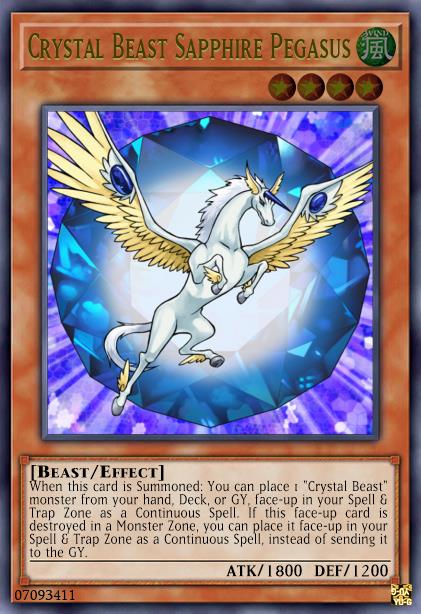 Crystal Beast Sapphire Pegasus
WIND
風
[Beast/Effect]
When this card is Summoned: You can place 1 "Crystal Beast"
monster from your hand, Deck, or GY, face-up in your Spell &
Trap Zone as a Continuous Spell. If this face-up card is
destroyed in a Monster Zone, you can place it face-up in your
Spell & Trap Zone as a Continuous Spell, instead of sending it
to the GY.
ATK/1800 DEF/1200
07093411